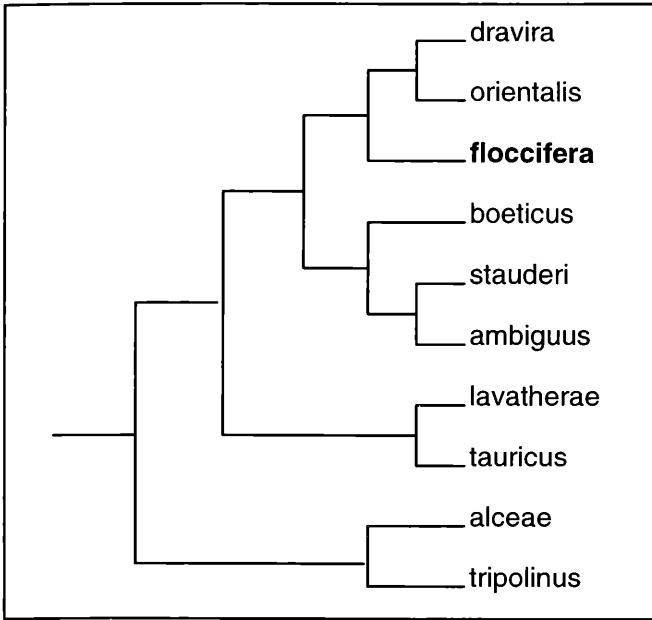 dravira
orientalis
floccifera
boeticus
stauderi
ambiguus
lavatherae
tauricus
alceae
tripolinus